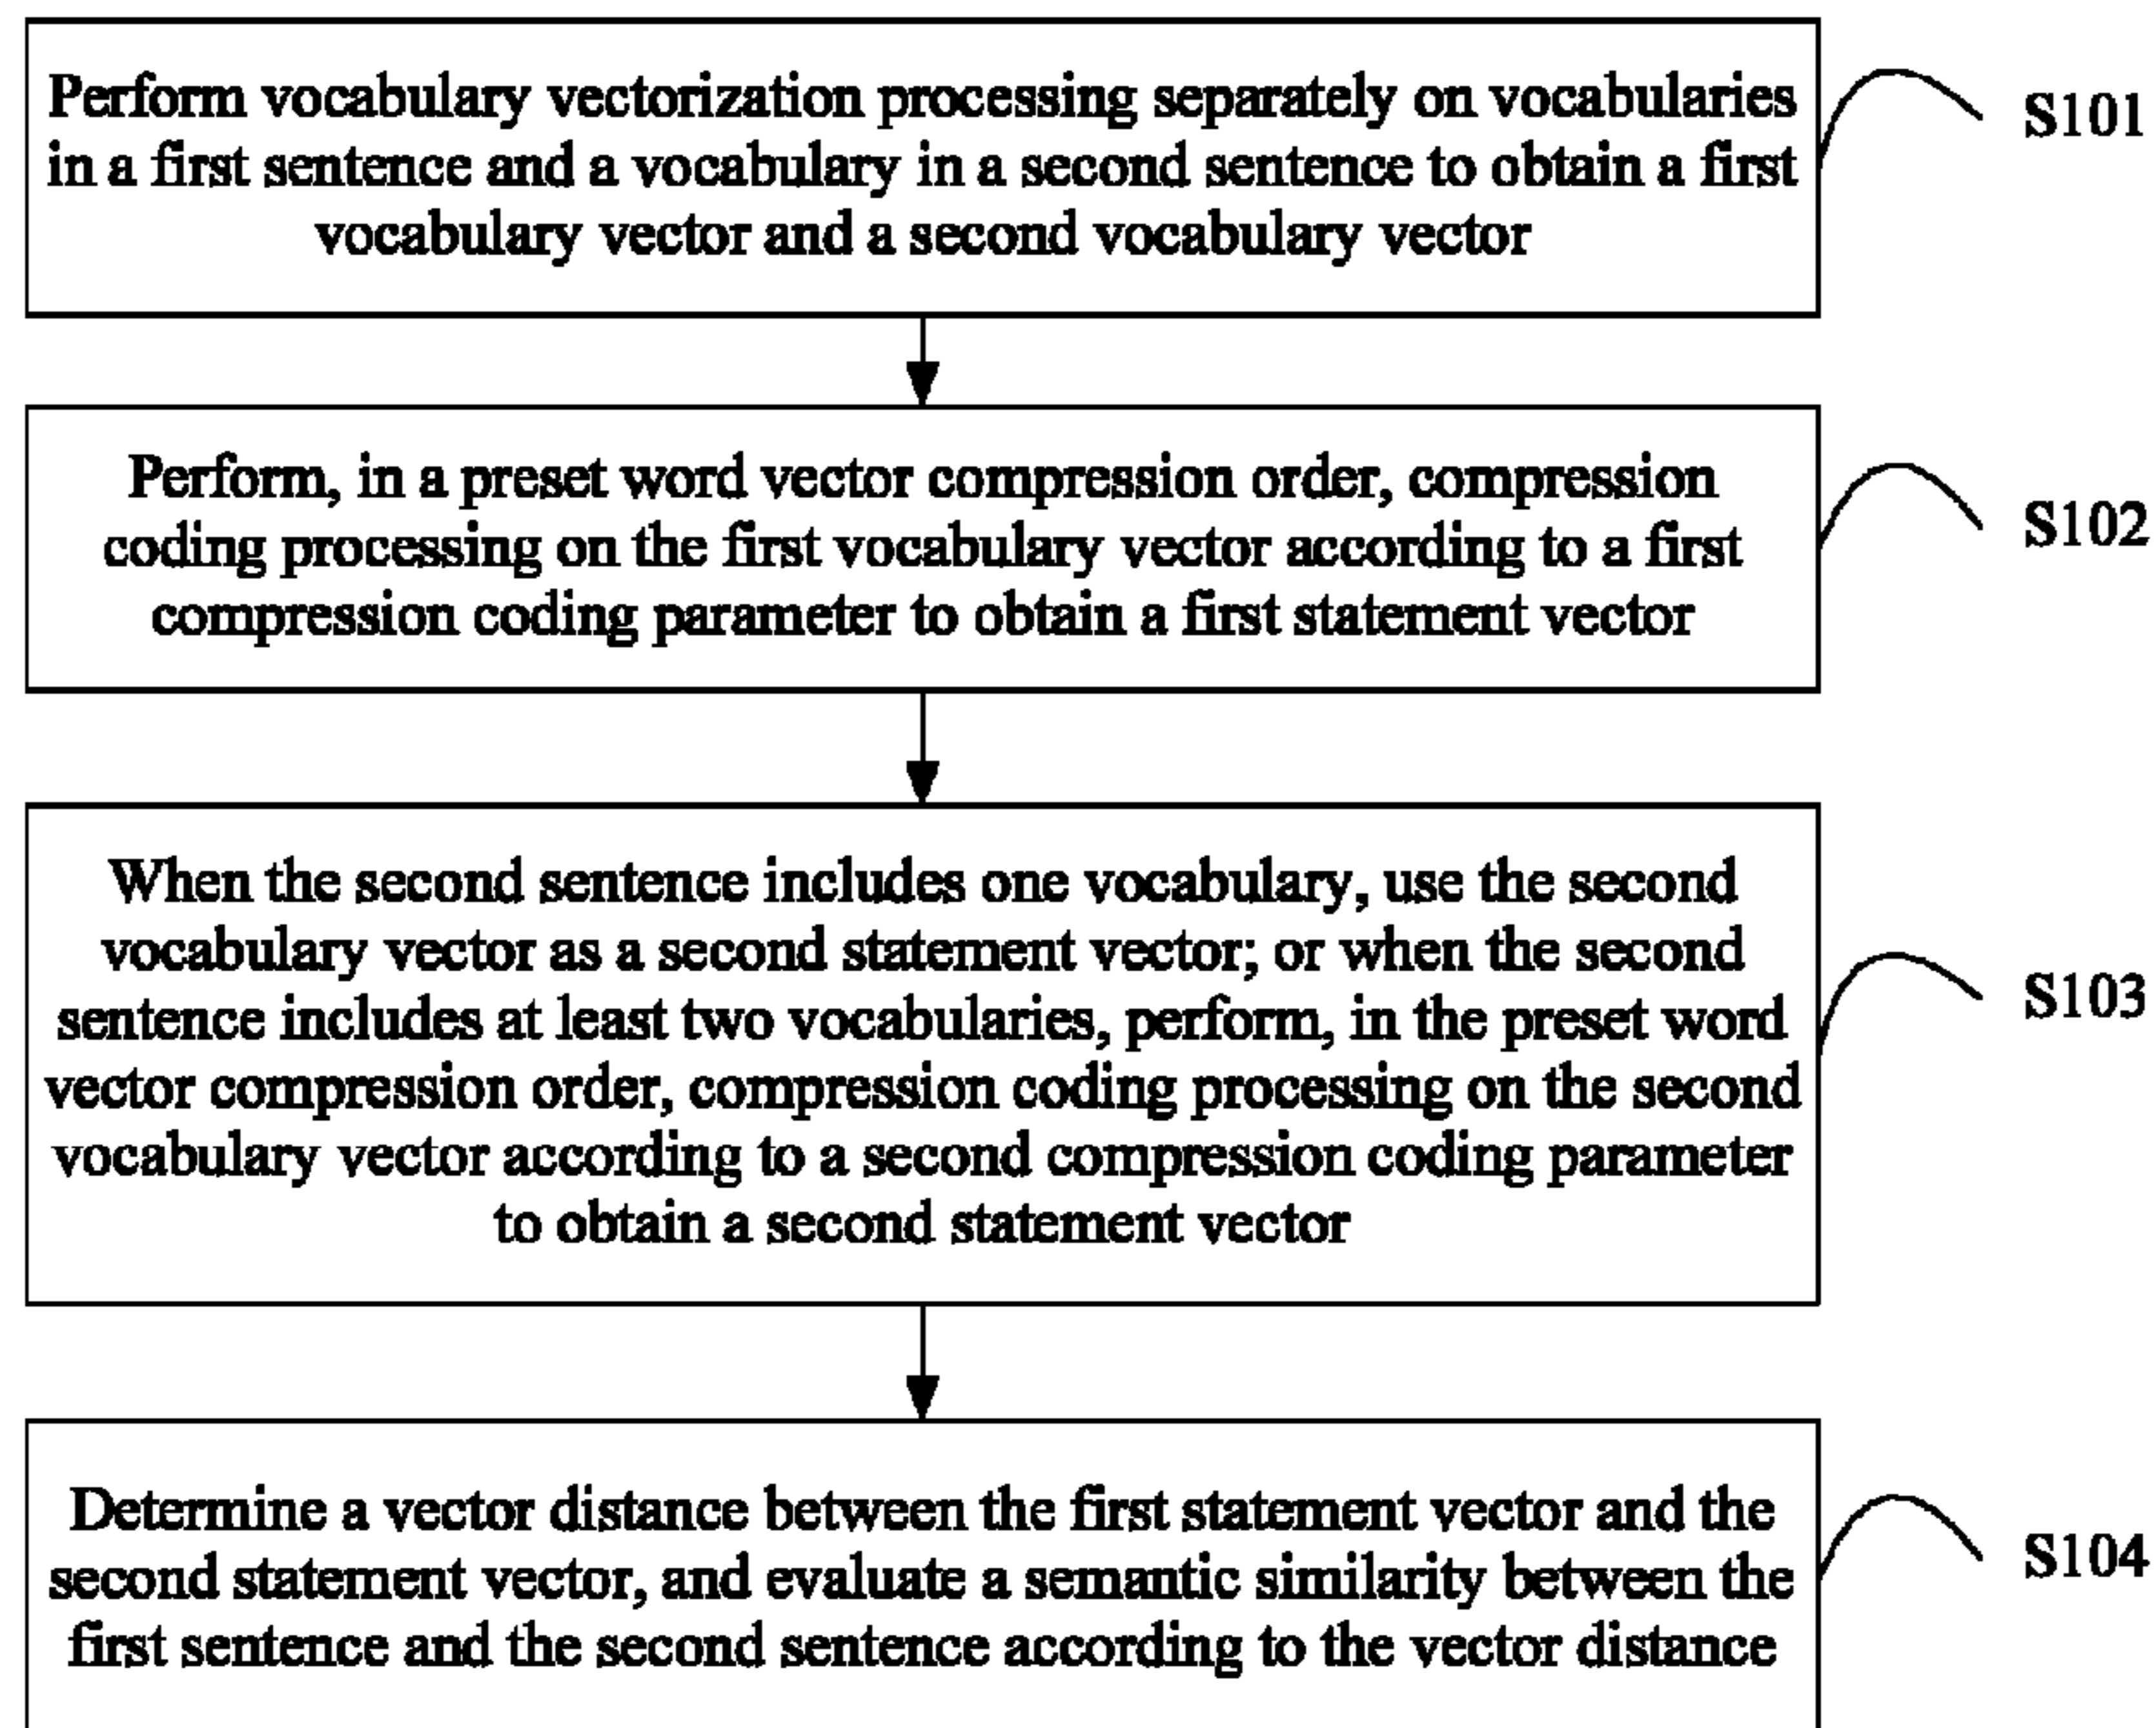 Perform vocabulary vectorization processing separately on vocabularies
in a first sentence and a vocabulary in a second sentence to obtain a first
vocabulary vector and a second vocabulary vector
S101
Perform, in a preset word vector compression order, compression
coding processing on the first vocabulary vector according to a first
compression coding parameter to obtain a first statement vector
S102
When the second sentence includes one vocabulary, use the second
vocabulary vector as a second statement vector; or when the second
sentence includes at least two vocabularies, perform, in the preset word
vector compression order, compression coding processing on the second
vocabulary vector according to a second compression coding parameter
to obtain a second statement vector
S103
Determine a vector distance between the first statement vector and the
second statement vector, and evaluate a semantic similarity between the
first sentence and the second sentence according to the vector distance
S104